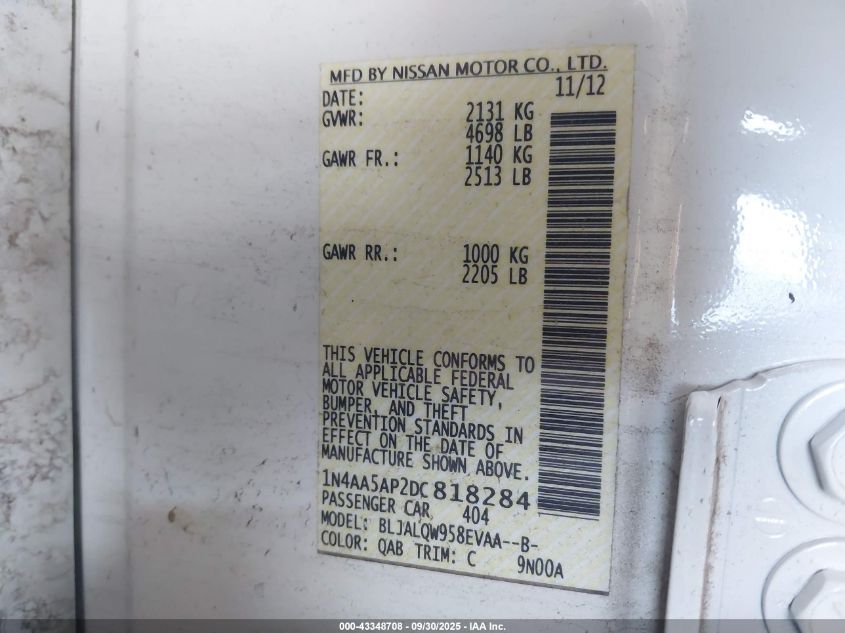 MFD BY NISSAN MOTOR CO., LTD.
DATE: 11/12
GVWR: 2131 KG
4698 LB
GAWR FR.: 1140 KG
2513 LB
GAWR RR.: 1000 KG
2205 LB
THIS VEHICLE CONFORMS TO
ALL APPLICABLE FEDERAL
MOTOR VEHICLE SAFETY,
BUMPER, AND THEFT
PREVENTION STANDARDS IN
EFFECT ON THE DATE OF
MANUFACTURE SHOWN ABOVE.
1N4AA5AP2DC818284
PASSENGER CAR 404
MODEL: BLJALQW958EVAA--B-
COLOR: QAB TRIM: C 9N00A
000-43348708 - 09/30/2025 - IAA Inc.